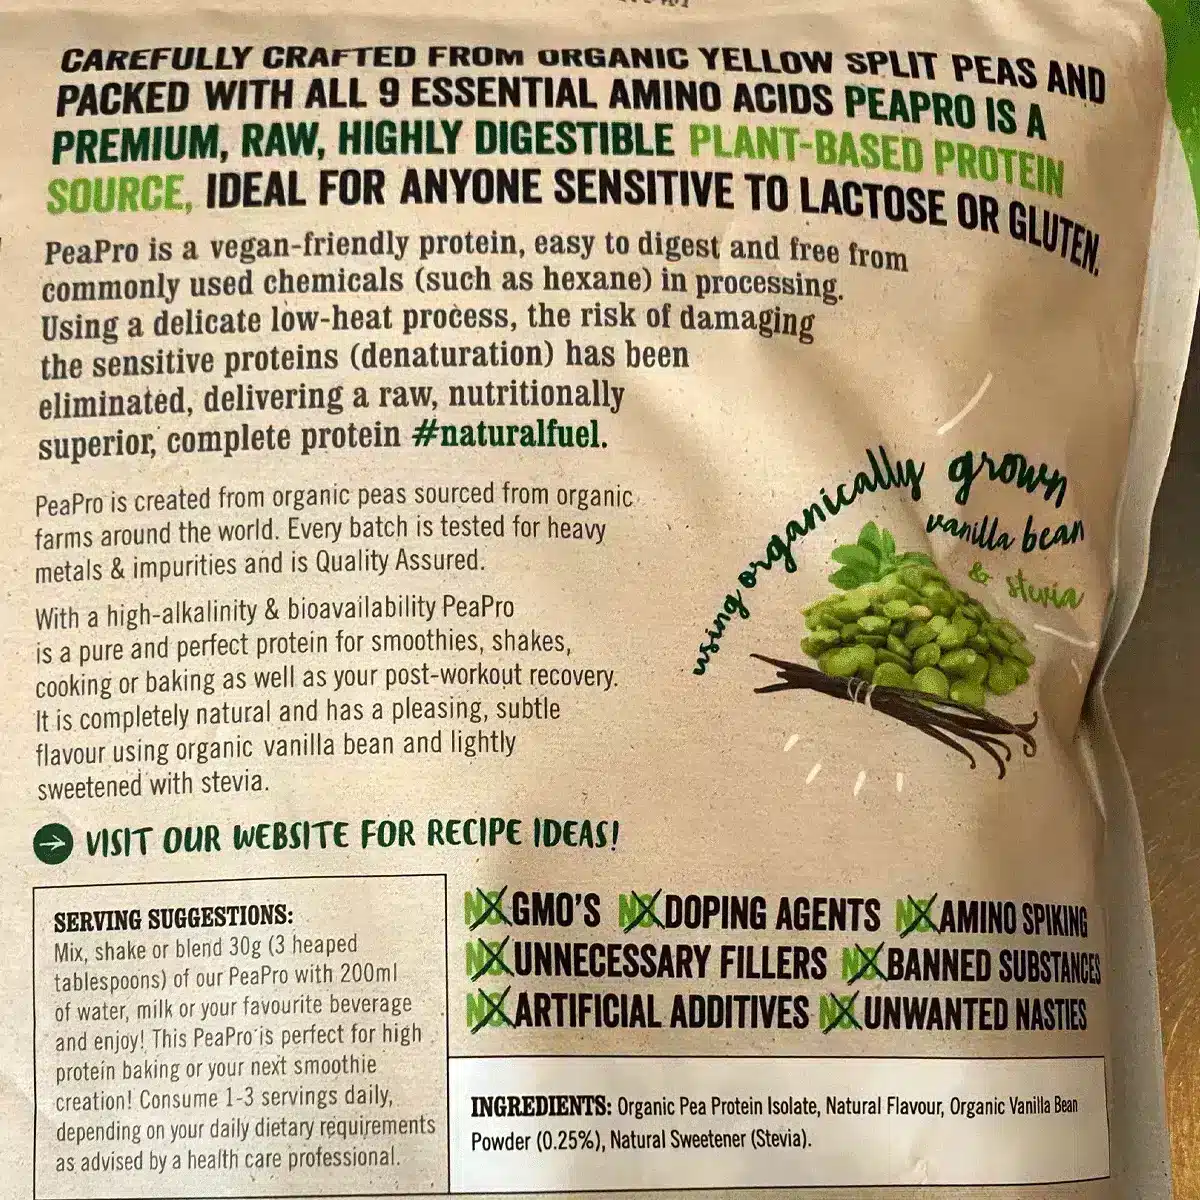 CAREFULLY CRAFTED FROM ORGANIC YELLOW SPLIT PEAS AND
PACKED WITH ALL 9 ESSENTIAL AMINO ACIDS PEAPRO IS A
PREMIUM, RAW, HIGHLY DIGESTIBLE PLANT-BASED PROTEIN
SOURCE, IDEAL FOR ANYONE SENSITIVE TO LACTOSE OR GLUTEN.
PeaPro is a vegan-friendly protein, easy to digest and free from
commonly used chemicals (such as hexane) in processing.
Using a delicate low-heat process, the risk of damaging
the sensitive proteins (denaturation) has been
eliminated, delivering a raw, nutritionally
superior, complete protein #naturalfuel.
PeaPro is created from organic peas sourced from organic
farms around the world. Every batch is tested for heavy
metals & impurities and is Quality Assured.
With a high-alkalinity & bioavailability PeaPro
is a pure and perfect protein for smoothies, shakes,
cooking or baking as well as your post-workout recovery.
It is completely natural and has a pleasing, subtle
flavour using organic vanilla bean and lightly
sweetened with stevia.
using organically grown
vanilla bean
& stevia
VISIT OUR WEBSITE FOR RECIPE IDEAS!
SERVING SUGGESTIONS:
Mix, shake or blend 30g (3 heaped
tablespoons) of our PeaPro with 200ml
of water, milk or your favourite beverage
and enjoy! This PeaPro is perfect for high
protein baking or your next smoothie
creation! Consume 1-3 servings daily,
depending on your daily dietary requirements
as advised by a health care professional.
NO GMO'S NO DOPING AGENTS NO AMINO SPIKING
NO UNNECESSARY FILLERS NO BANNED SUBSTANCES
NO ARTIFICIAL ADDITIVES NO UNWANTED NASTIES
INGREDIENTS: Organic Pea Protein Isolate, Natural Flavour, Organic Vanilla Bean
Powder (0.25%), Natural Sweetener (Stevia).